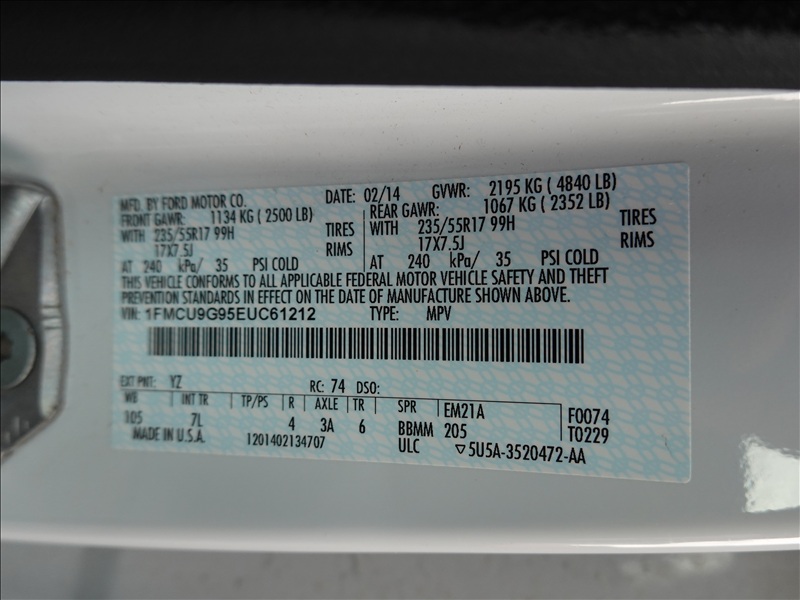 MFD. BY FORD MOTOR CO. DATE: 02/14 GVWR: 2195 KG ( 4840 LB)
FRONT GAWR: 1134 KG ( 2500 LB) REAR GAWR: 1067 KG ( 2352 LB)
WITH 235/55R17 99H TIRES WITH 235/55R17 99H TIRES
17X7.5J RIMS 17X7.5J RIMS
AT 240 kPa/ 35 PSI COLD AT 240 kPa/ 35 PSI COLD
THIS VEHICLE CONFORMS TO ALL APPLICABLE FEDERAL MOTOR VEHICLE SAFETY AND THEFT
PREVENTION STANDARDS IN EFFECT ON THE DATE OF MANUFACTURE SHOWN ABOVE.
VIN: 1FMCU9G95EUC61212 TYPE: MPV
EXT PNT: YZ RC: 74 DSO:
WB INT TR TP/PS R AXLE TR SPR EM21A F0074
105 7L 4 3A 6 BBMM 205 T0229
MADE IN U.S.A. 1201402134707 ULC ▽5U5A-3520472-AA